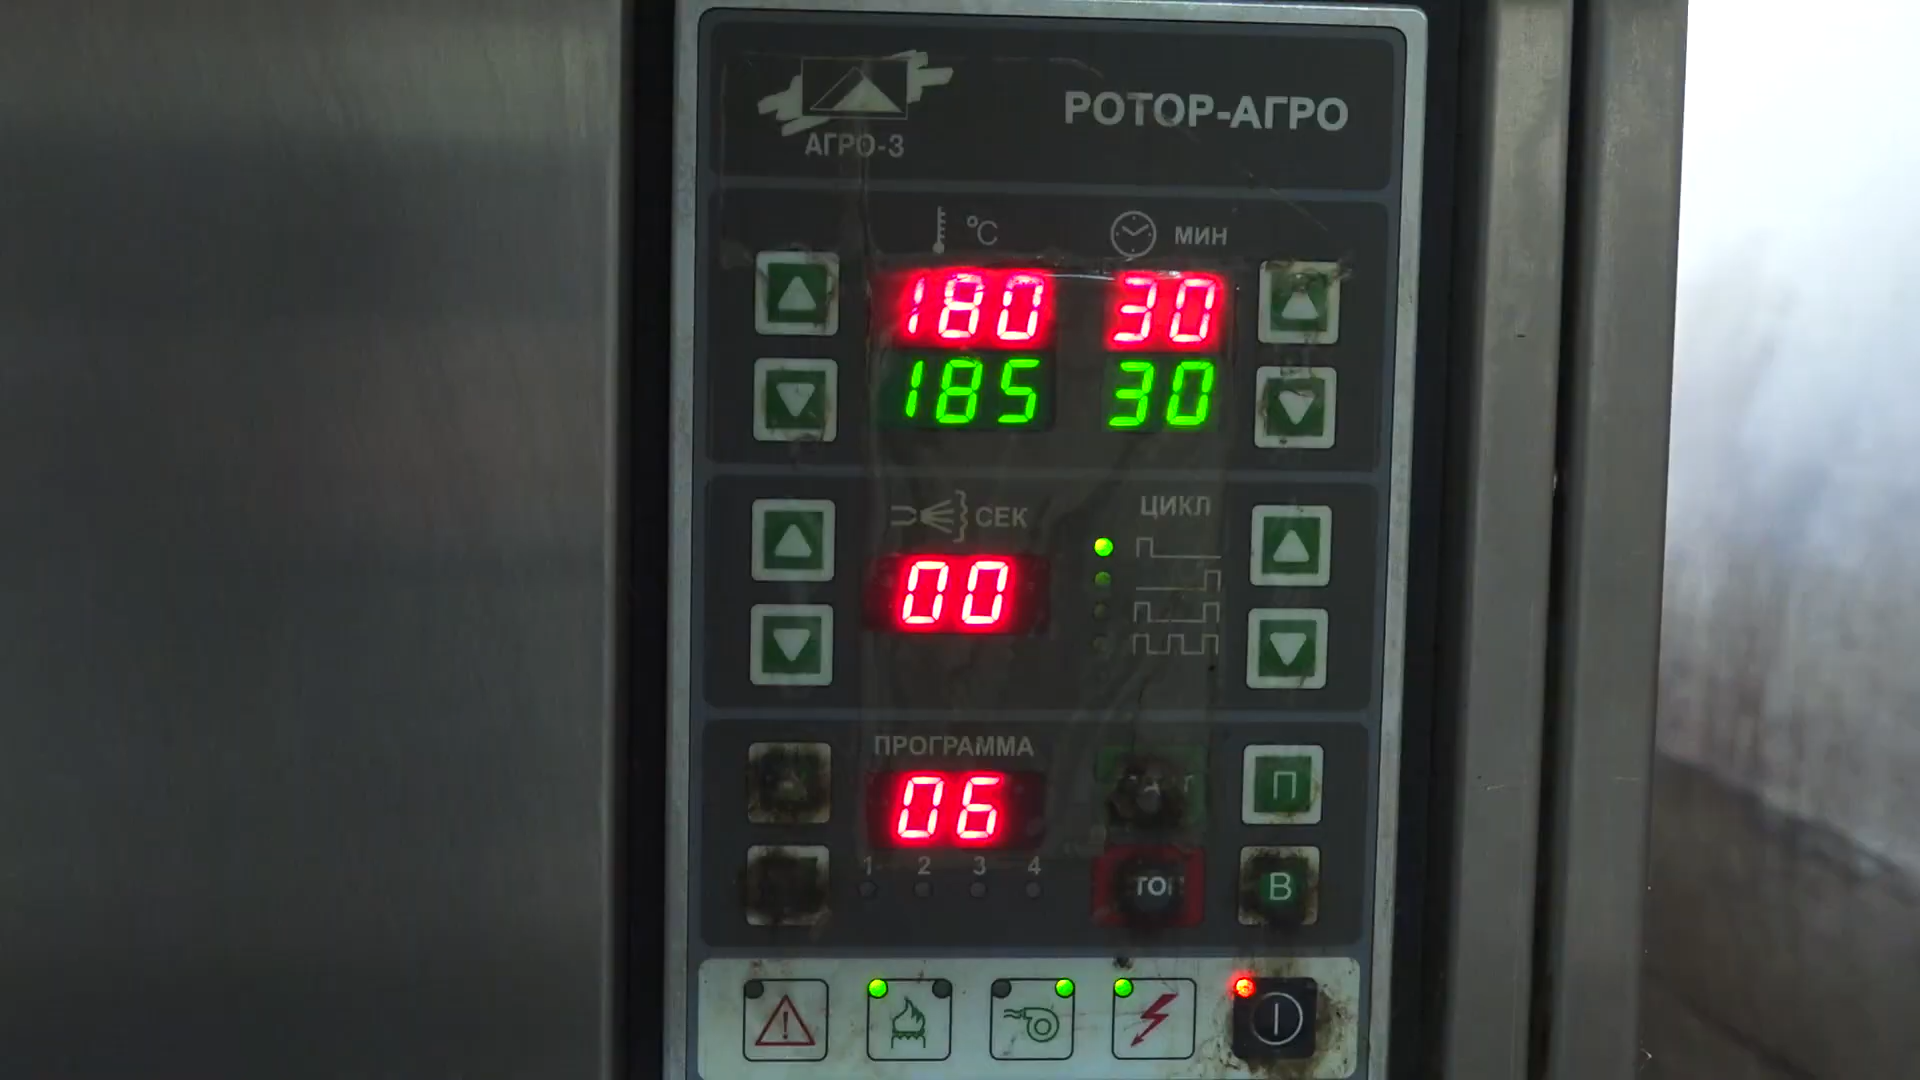 РОТОР-АГРО
АГРО-3
°C МИН
180 30
185 30
СЕК ЦИКЛ
00
ПРОГРАММА
06
П
1 2 3 4
В